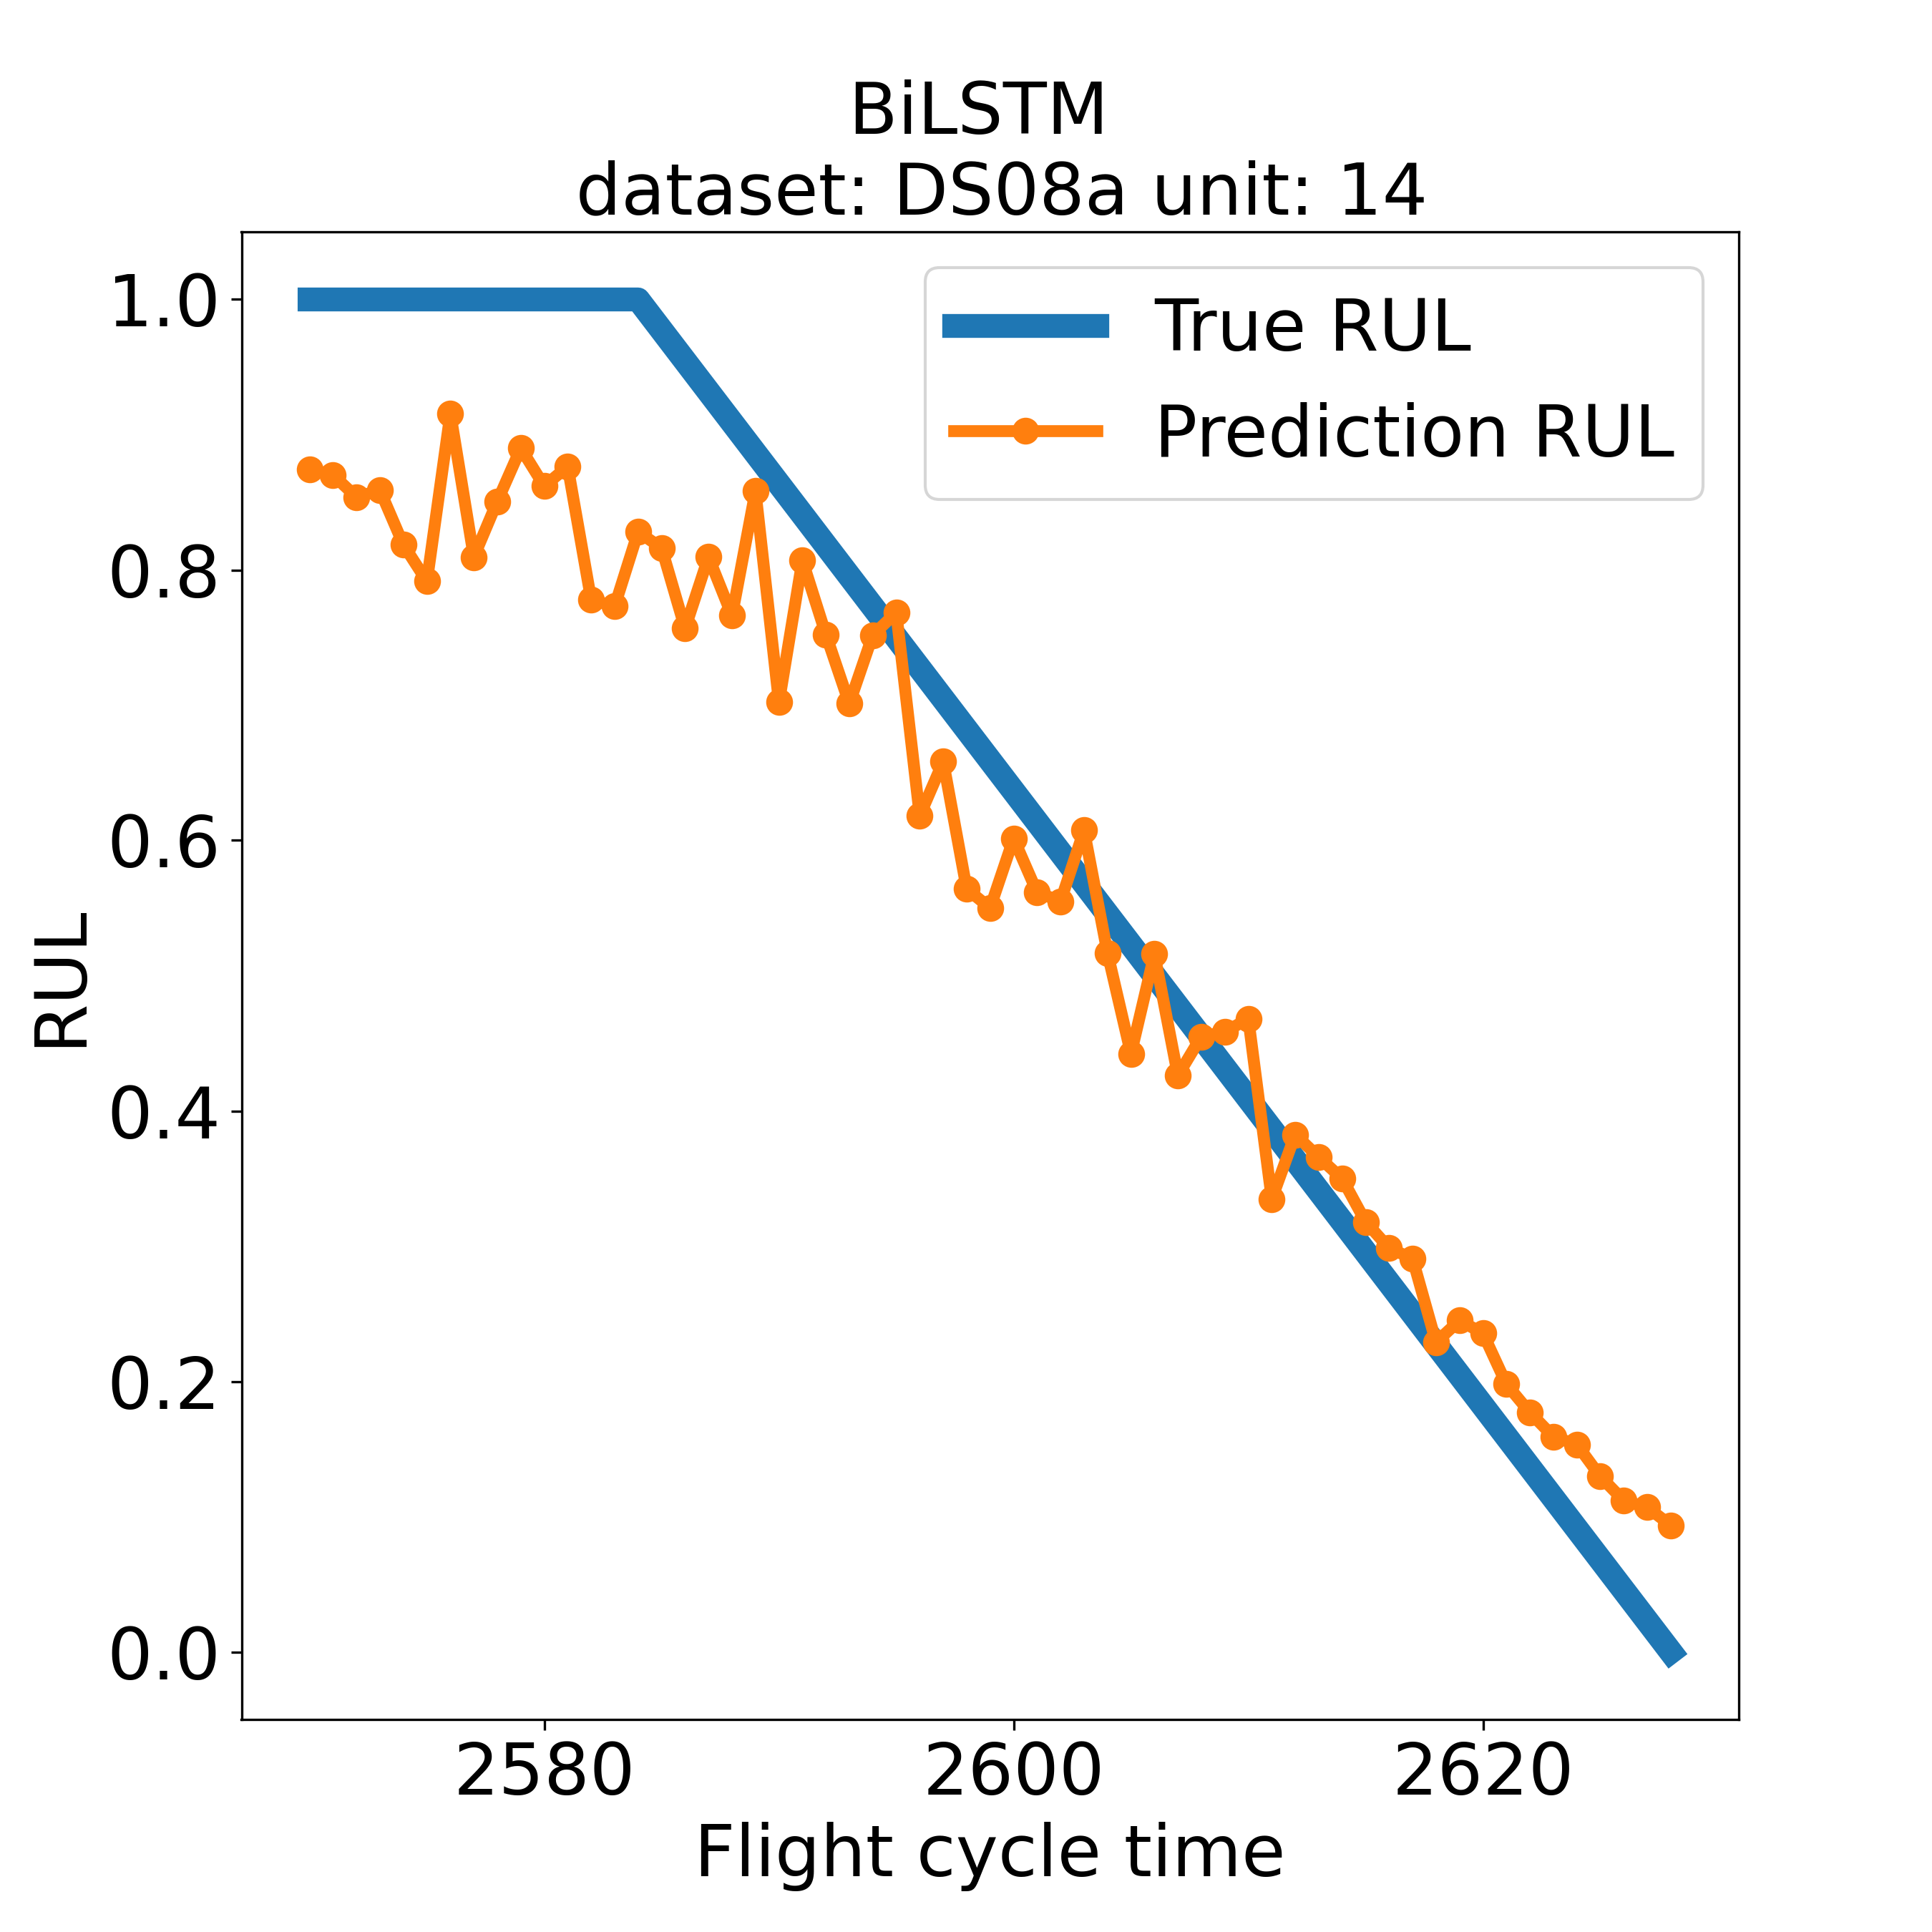 BiLSTM
dataset: DS08a unit: 14
True RUL
Prediction RUL
1.0
0.8
0.6
0.4
0.2
0.0
RUL
2580 2600 2620
Flight cycle time